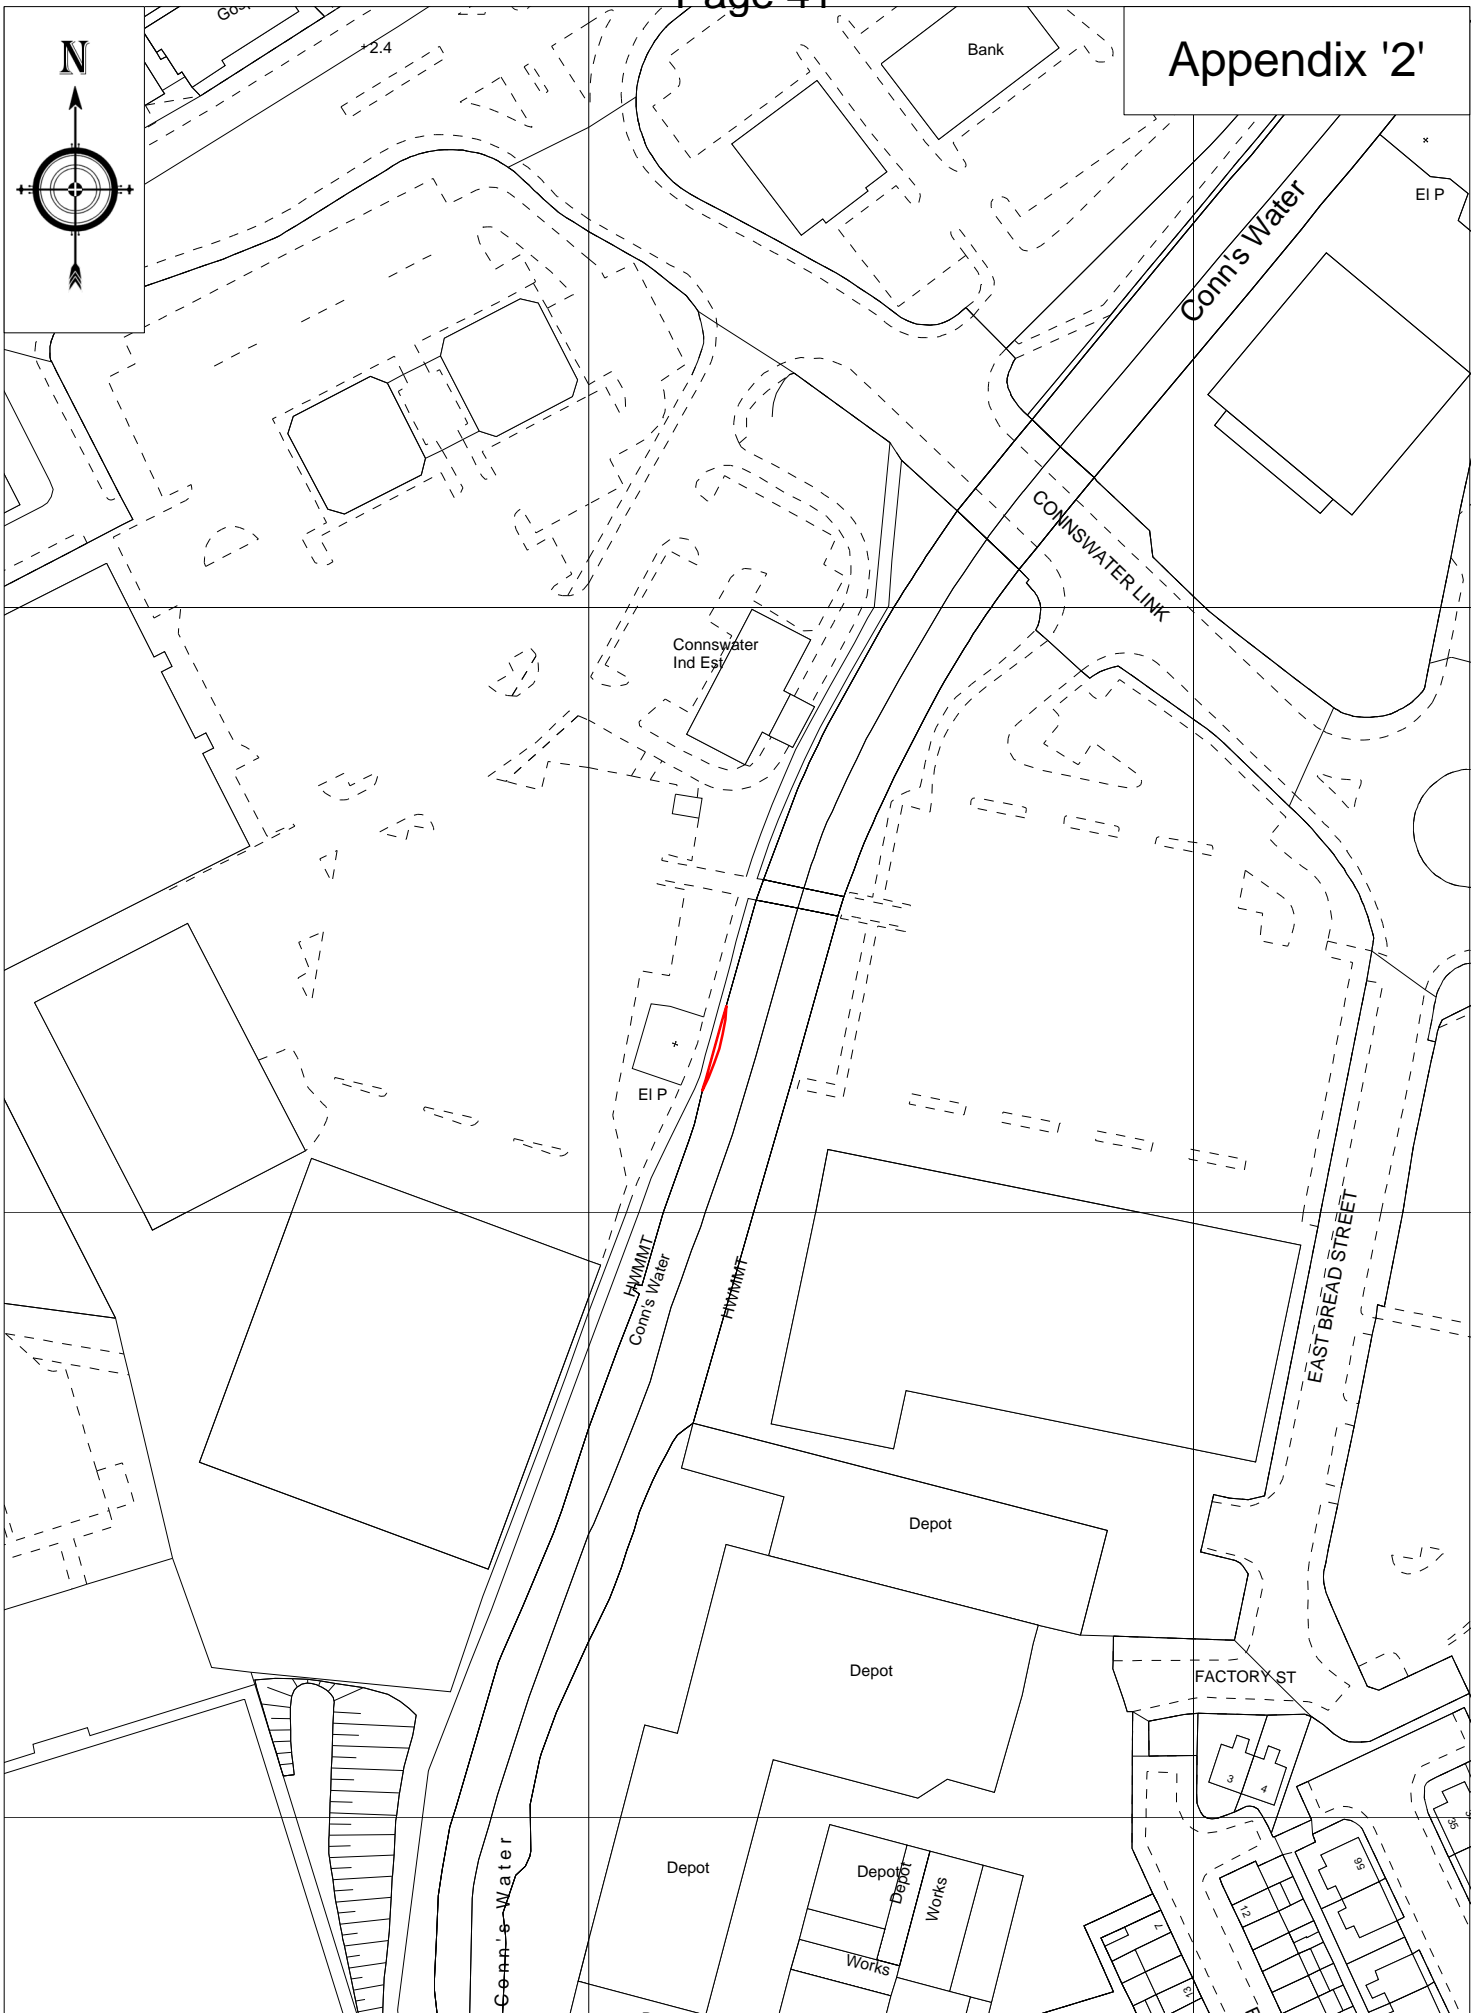 Appendix '2'
N
+2.4
Bank
El P
Conn's Water
CONNSWATER LINK
Connswater
Ind Est
El P
HWMMT
Conn's Water
HWMMT
EAST BREAD STREET
Depot
Depot
FACTORY ST
3
4
35
56
Depot
Depot
Depot
Works
Works
Conn's Water
12
7
13